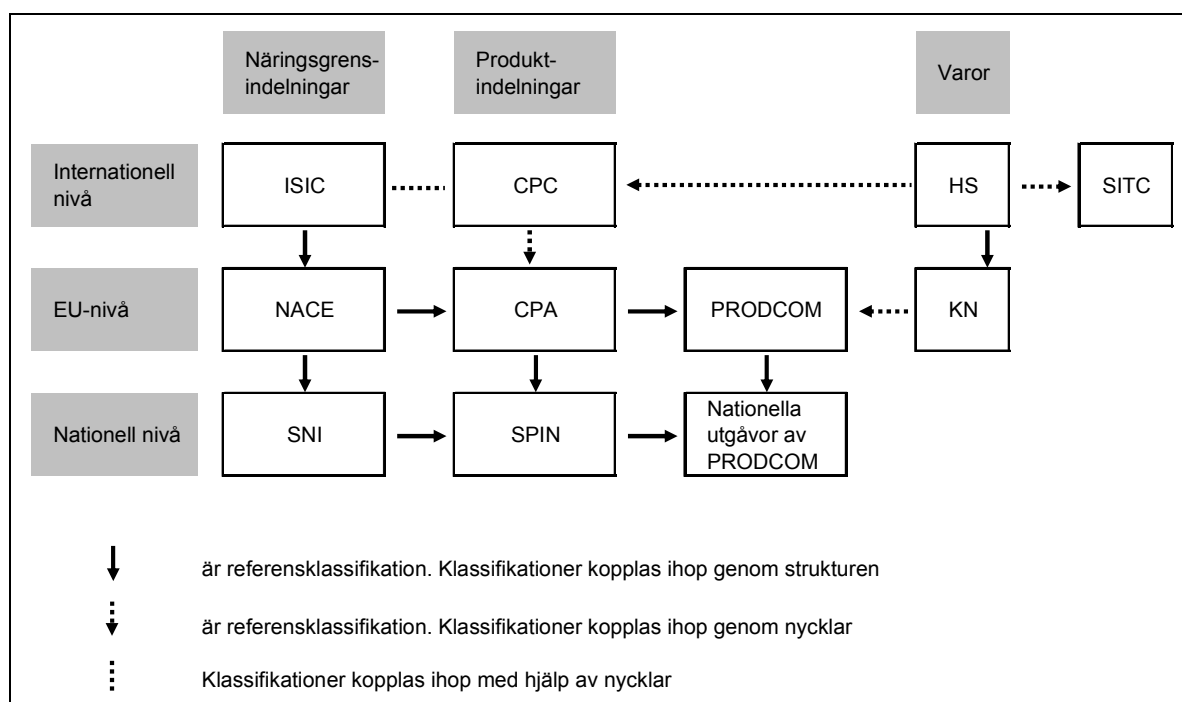 Näringsgrens-
indelningar
Produkt-
indelningar
Varor
Internationell
nivå
ISIC
CPC
HS
SITC
EU-nivå
NACE
CPA
PRODCOM
KN
Nationell nivå
SNI
SPIN
Nationella
utgåvor av
PRODCOM
är referensklassifikation. Klassifikationer kopplas ihop genom strukturen
är referensklassifikation. Klassifikationer kopplas ihop genom nycklar
Klassifikationer kopplas ihop med hjälp av nycklar